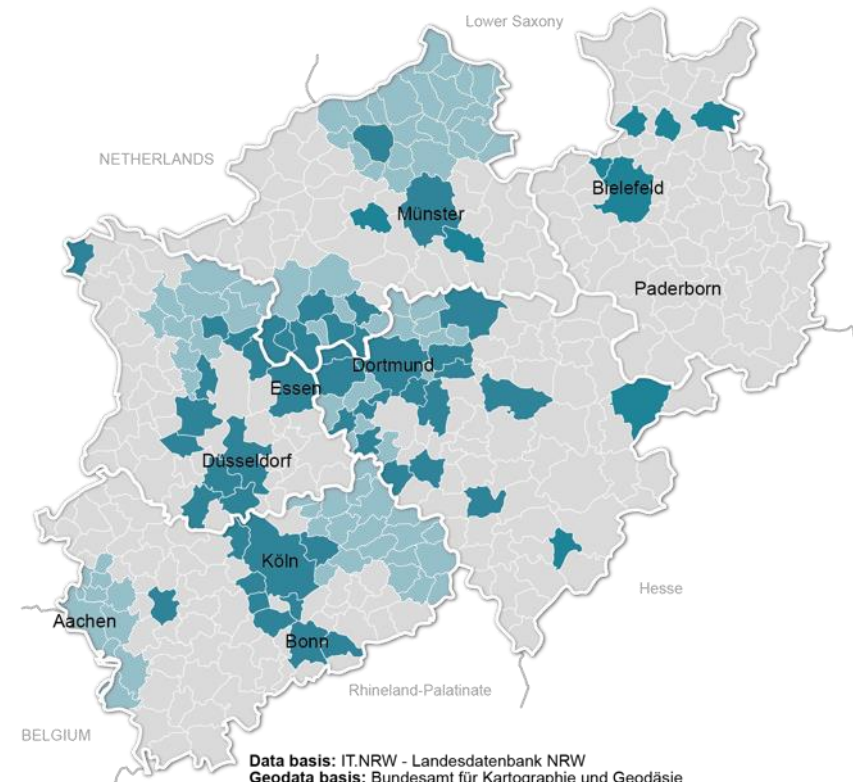 Lower Saxony
NETHERLANDS
Bielefeld
Münster
Paderborn
Dortmund
Essen
Düsseldorf
Köln
Hesse
Aachen
Bonn
Rhineland-Palatinate
BELGIUM
Data basis: IT.NRW - Landesdatenbank NRW
Geodata basis: Bundesamt für Kartographie und Geodäsie